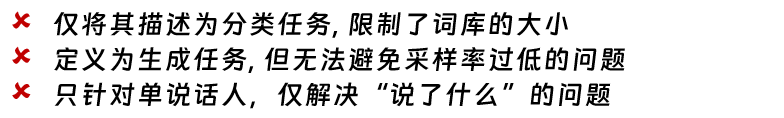 ✘ 仅将其描述为分类任务, 限制了词库的大小
✘ 定义为生成任务, 但无法避免采样率过低的问题
✘ 只针对单说话人， 仅解决“说了什么”的问题